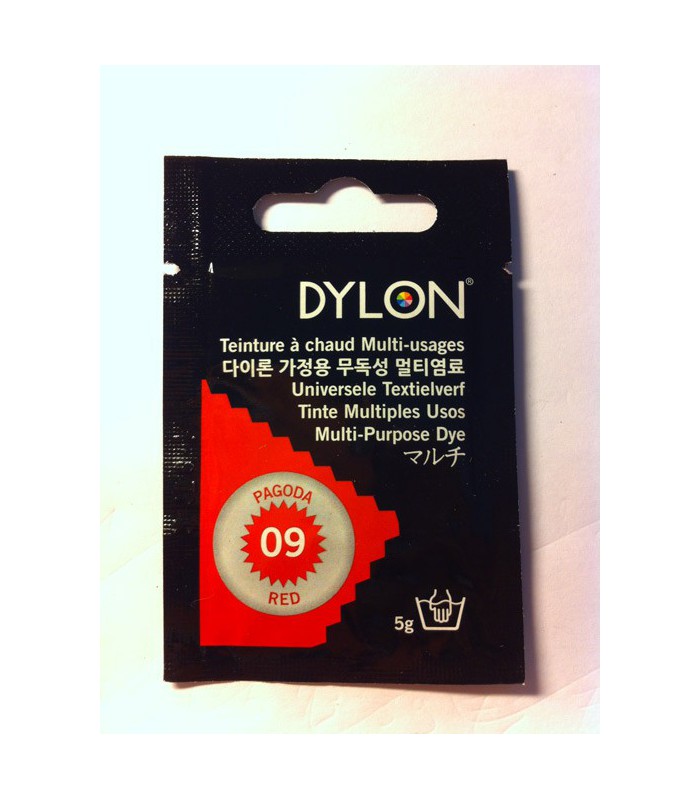 DYLON®
Teinture à chaud Multi-usages
다이론 가정용 무독성 멀티염료
Universele Textielverf
Tinte Multiples Usos
Multi-Purpose Dye
マルチ
PAGODA
09
RED
5g